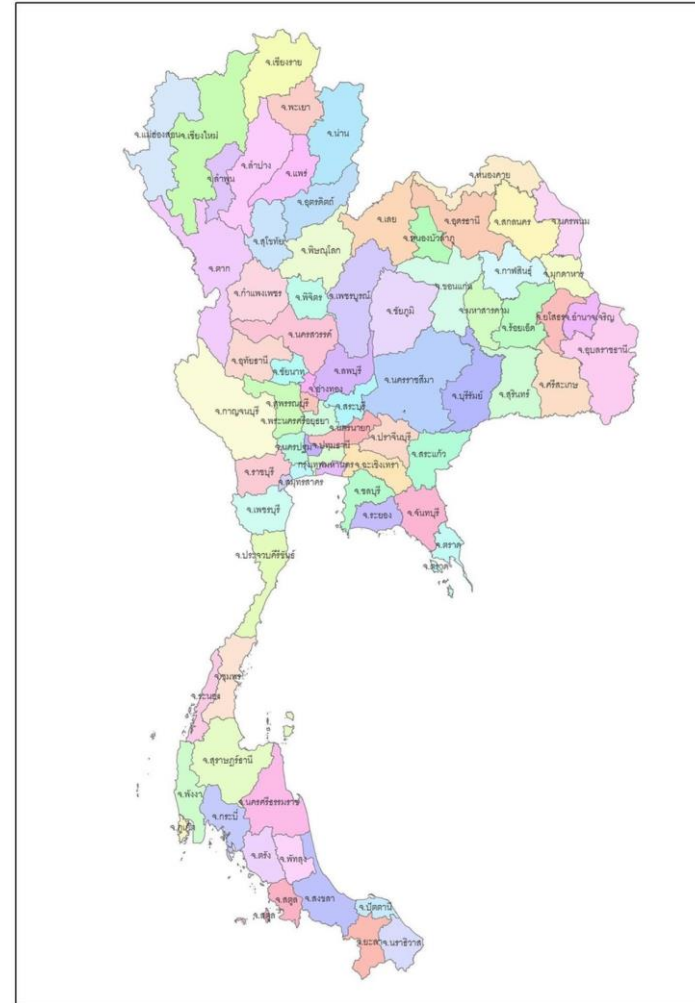 จ.เชียงราย
จ.พะเยา
จ.แม่ฮ่องสอน
จ.เชียงใหม่
จ.น่าน
จ.ลำปาง
จ.แพร่
จ.ลำพูน
จ.อุตรดิตถ์
จ.หนองคาย
จ.เลย
จ.อุดรธานี
จ.สกลนคร
จ.นครพนม
จ.สุโขทัย
จ.พิษณุโลก
จ.หนองบัวลำภู
จ.ตาก
จ.กำแพงเพชร
จ.พิจิตร
จ.เพชรบูรณ์
จ.ขอนแก่น
จ.กาฬสินธุ์
จ.มุกดาหาร
จ.ชัยภูมิ
จ.มหาสารคาม
จ.ร้อยเอ็ด
จ.ยโสธร
จ.อำนาจเจริญ
จ.อุบลราชธานี
จ.นครสวรรค์
จ.อุทัยธานี
จ.ชัยนาท
จ.ลพบุรี
จ.นครราชสีมา
จ.บุรีรัมย์
จ.สุรินทร์
จ.ศรีสะเกษ
จ.อ่างทอง
จ.สุพรรณบุรี
จ.สระบุรี
จ.กาญจนบุรี
จ.พระนครศรีอยุธยา
จ.นครนายก
จ.นครปฐม
จ.ปทุมธานี
จ.ปราจีนบุรี
จ.สระแก้ว
จ.ราชบุรี
กรุงเทพมหานคร
จ.ฉะเชิงเทรา
จ.สมุทรสาคร
จ.เพชรบุรี
จ.ชลบุรี
จ.ระยอง
จ.จันทบุรี
จ.ตราด
จ.ตราด
จ.ประจวบคีรีขันธ์
จ.ชุมพร
จ.ระนอง
จ.สุราษฎร์ธานี
จ.พังงา
จ.นครศรีธรรมราช
จ.กระบี่
จ.ภูเก็ต
จ.ตรัง
จ.พัทลุง
จ.สตูล
จ.สงขลา
จ.สตูล
จ.ปัตตานี
จ.ยะลา
จ.นราธิวาส